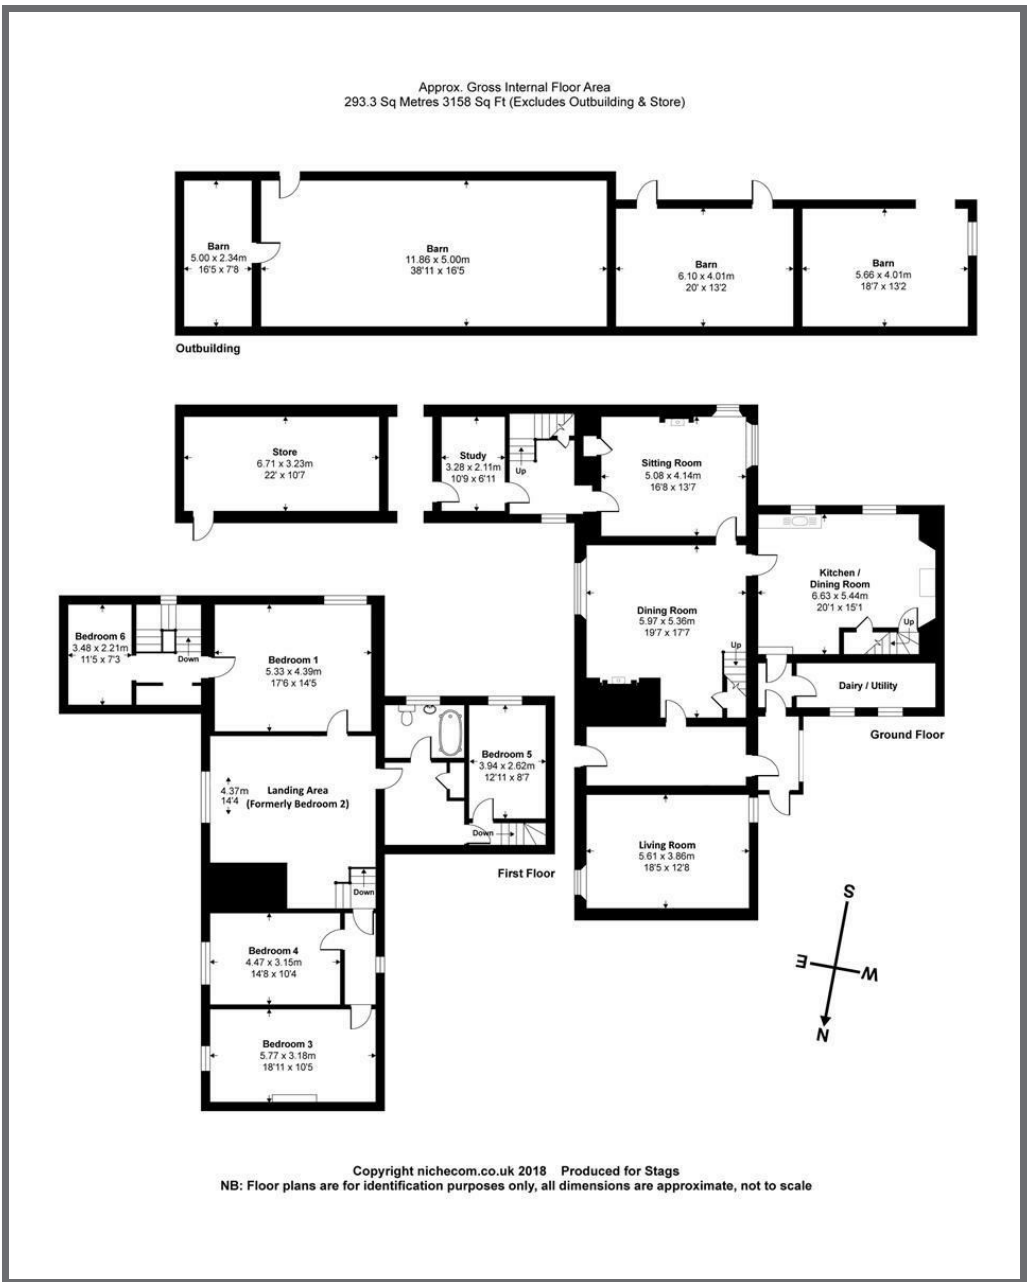 Approx. Gross Internal Floor Area
293.3 Sq Metres 3158 Sq Ft (Excludes Outbuilding & Store)
Barn
5.00 x 2.34m
16'5 x 7'8
Barn
11.86 x 5.00m
38'11 x 16'5
Barn
6.10 x 4.01m
20' x 13'2
Barn
5.66 x 4.01m
18'7 x 13'2
Outbuilding
Store
6.71 x 3.23m
22' x 10'7
Study
3.28 x 2.11m
10'9 x 6'11
Up
Sitting Room
5.08 x 4.14m
16'8 x 13'7
Kitchen /
Dining Room
6.63 x 5.44m
20'1 x 15'1
Up
Dining Room
5.97 x 5.36m
19'7 x 17'7
Up
Dairy / Utility
Ground Floor
Living Room
5.61 x 3.86m
18'5 x 12'8
Bedroom 6
3.48 x 2.21m
11'5 x 7'3
Down
Bedroom 1
5.33 x 4.39m
17'6 x 14'5
Bedroom 5
3.94 x 2.62m
12'11 x 8'7
Down
4.37m
14'4
Landing Area
(Formerly Bedroom 2)
Down
First Floor
Bedroom 4
4.47 x 3.15m
14'8 x 10'4
Bedroom 3
5.77 x 3.18m
18'11 x 10'5
S
E
W
N
Copyright nichecom.co.uk 2018 Produced for Stags
NB: Floor plans are for identification purposes only, all dimensions are approximate, not to scale